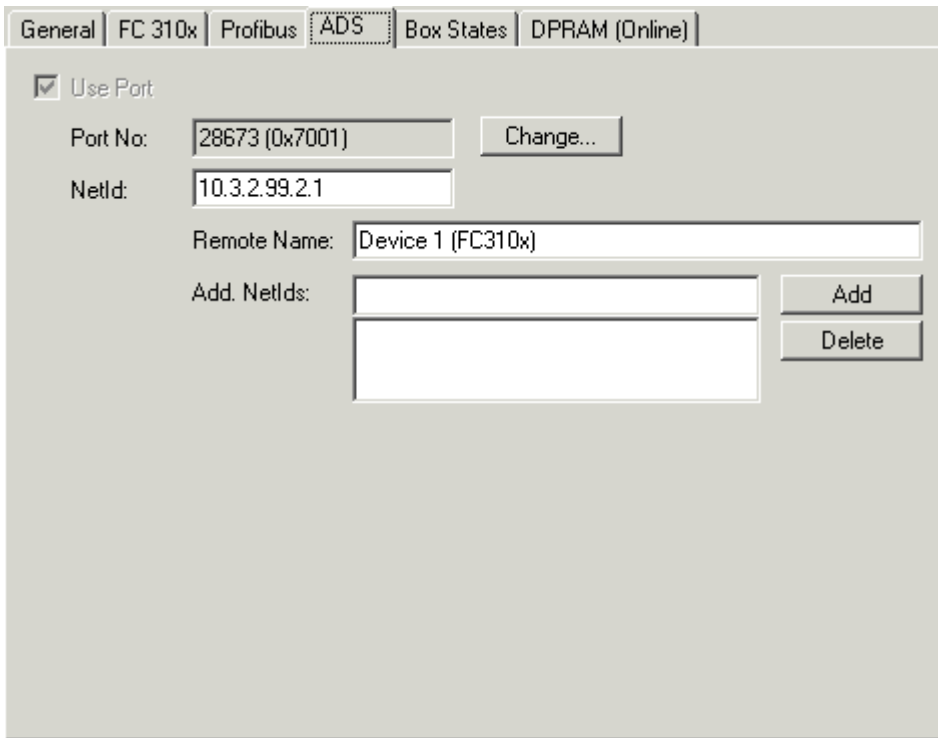 General FC 310x Profibus ADS Box States DPRAM (Online)
Use Port
Port No: 28673 (0x7001) Change...
NetId: 10.3.2.99.2.1
Remote Name: Device 1 (FC310x)
Add. NetIds: Add
Delete